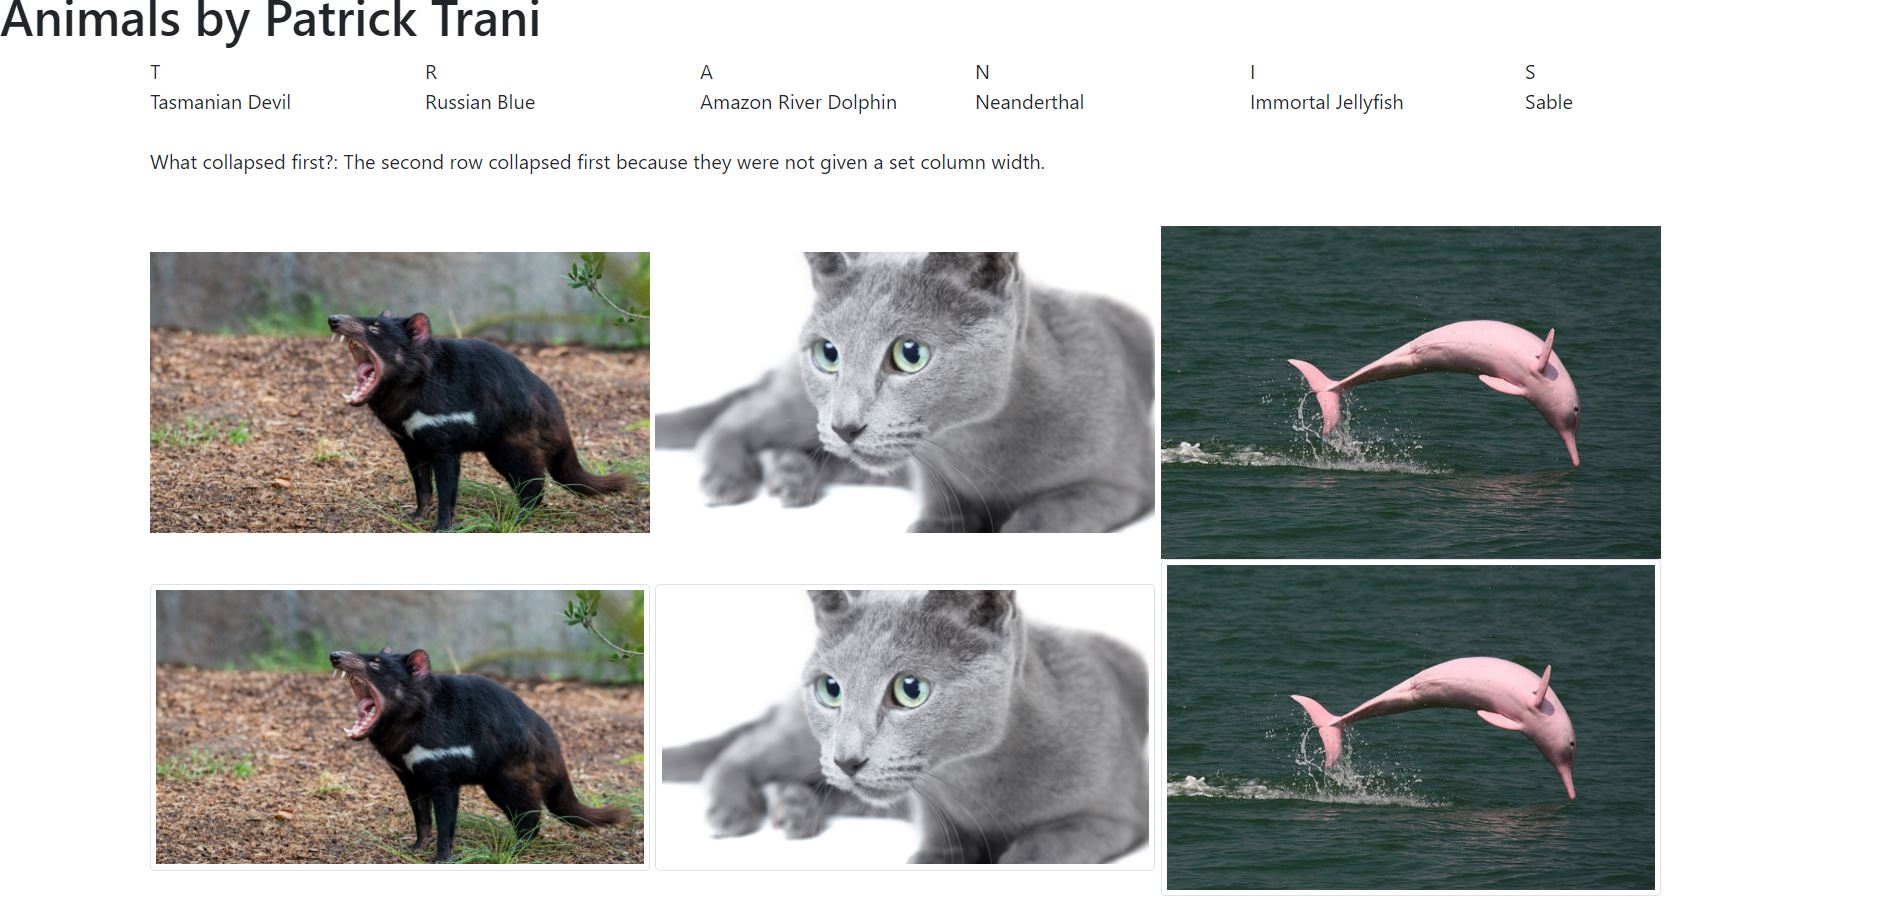 Animals by Patrick Trani
T R A N I S
Tasmanian Devil Russian Blue Amazon River Dolphin Neanderthal Immortal Jellyfish Sable
What collapsed first?: The second row collapsed first because they were not given a set column width.